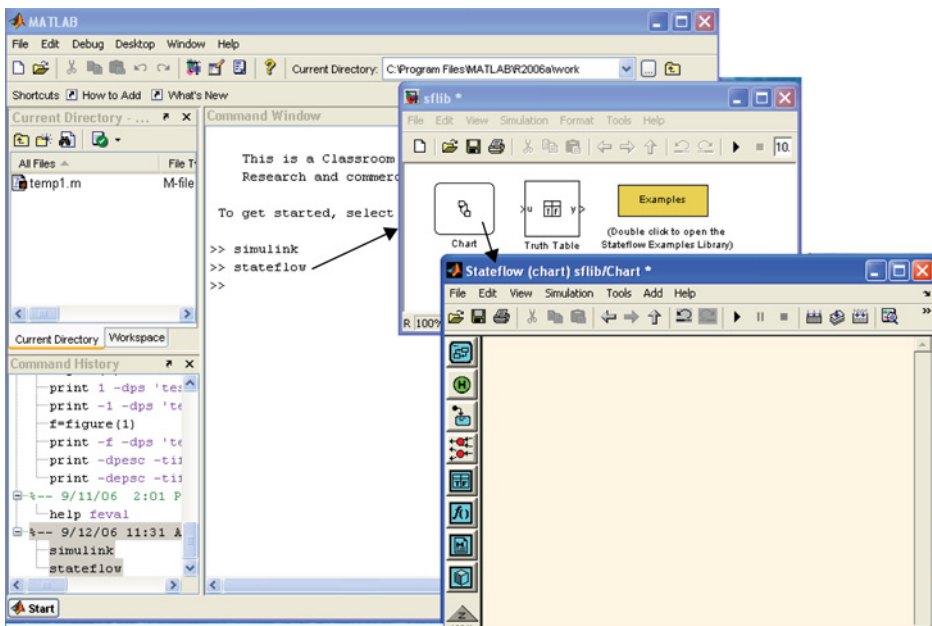 MATLAB
File Edit Debug Desktop Window Help
Current Directory: C:\Program Files\MATLAB\R2006a\work
Shortcuts How to Add What's New
Current Directory - ...
All Files File T
temp1.m M-file
Current Directory Workspace
Command History
print 1 -dps 'tes
print -1 -dps 'te
f=figure(1)
print -f -dps 'te
print -dpesc -tif
print -depsc -tif
%-- 9/11/06 2:01 P
help feval
%-- 9/12/06 11:31 A
simulink
stateflow
Start
Command Window
This is a Classroom
Research and commerc
To get started, select
>> simulink
>> stateflow
>>
sflib *
File Edit View Simulation Format Tools Help
10.
Chart
u y
Truth Table
Examples
(Double click to open the
Stateflow Examples Library)
R 100%
Stateflow (chart) sflib/Chart *
File Edit View Simulation Tools Add Help
H
f()
Z